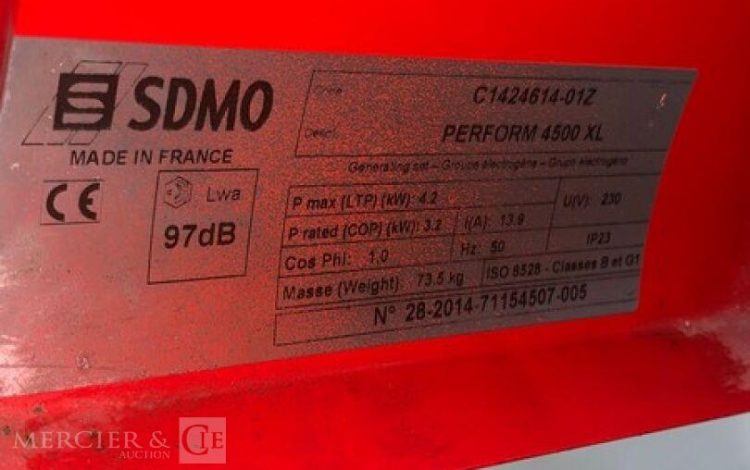 SDMO
MADE IN FRANCE
CE
Lwa
97dB
Code C1424614-01Z
Descr. PERFORM 4500 XL
Generating set - Groupe électrogène - Grupo electrógeno
P max (LTP) (kW): 4.2 U(V): 230
P rated (COP) (kW): 3.2 I(A): 13.9
Cos Phi: 1.0 Hz: 50 IP23
Masse (Weight): 73.5 kg ISO 8528 - Classes B et G1
N° 28-2014-71154507-005
MERCIER & CIE
AUCTION